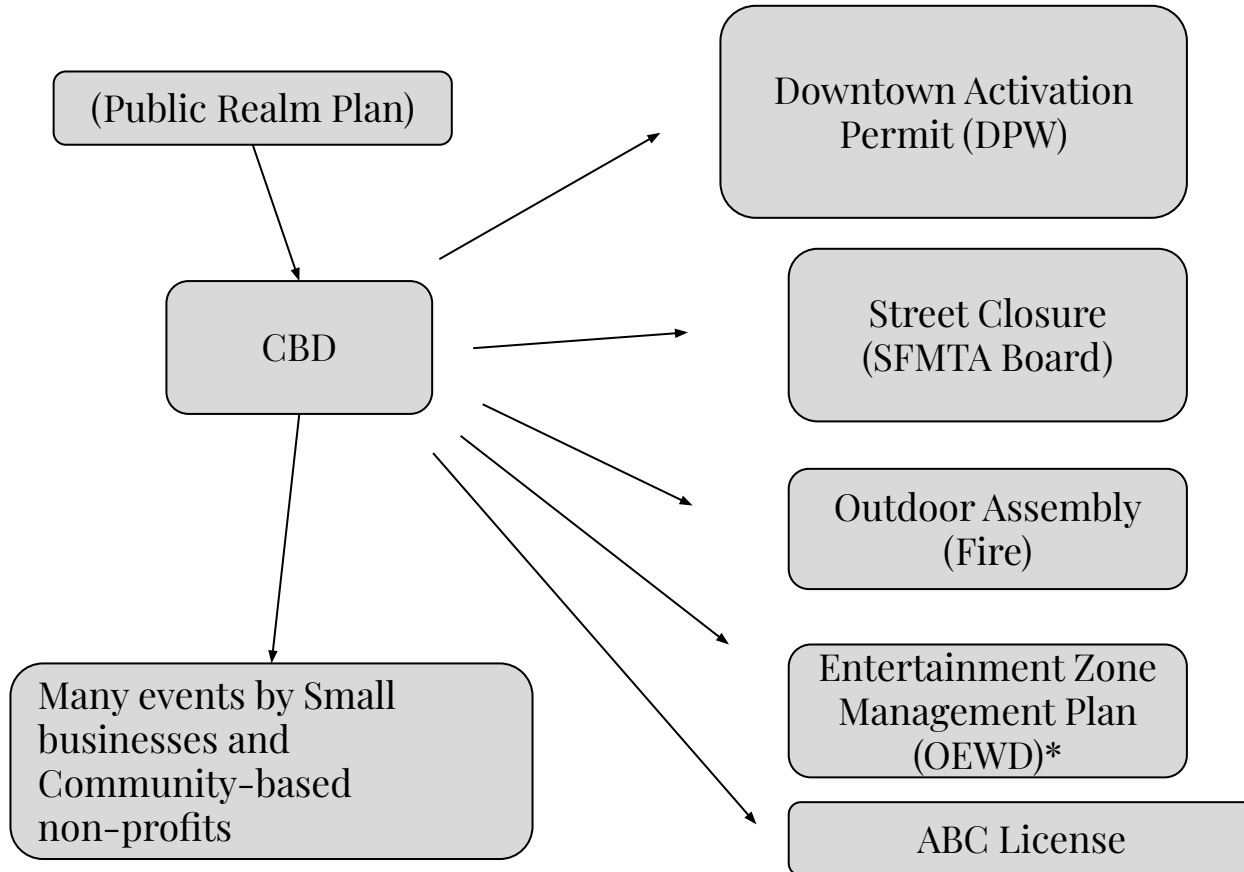 (Public Realm Plan)
CBD
Many events by Small
businesses and
Community-based
non-profits
Downtown Activation
Permit (DPW)
Street Closure
(SFMTA Board)
Outdoor Assembly
(Fire)
Entertainment Zone
Management Plan
(OEWD)*
ABC License